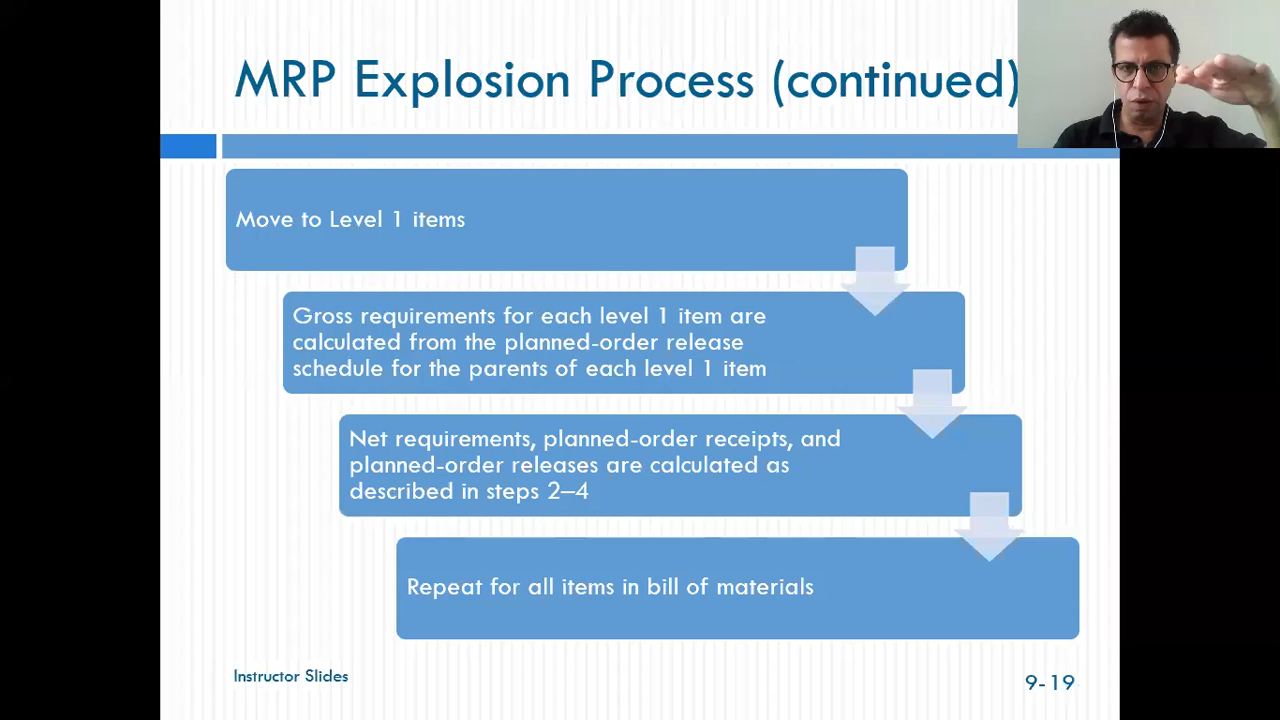 MRP Explosion Process (continued)
Move to Level 1 items
Gross requirements for each level 1 item are
calculated from the planned-order release
schedule for the parents of each level 1 item
Net requirements, planned-order receipts, and
planned-order releases are calculated as
described in steps 2–4
Repeat for all items in bill of materials
Instructor Slides
9-19